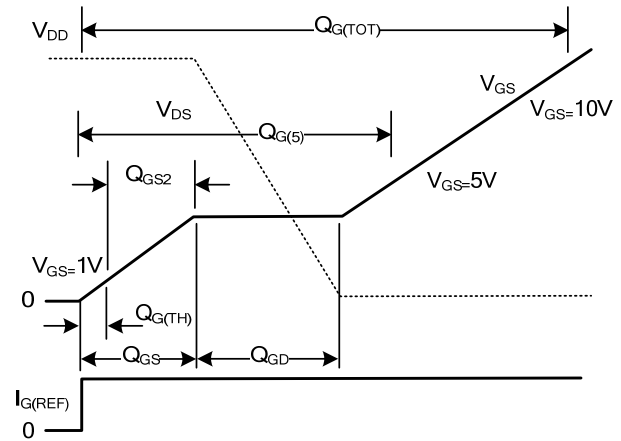 VDD
QG(TOT)
VGS
VGS=10V
VDS
QG(5)
QGS2
VGS=5V
VGS=1V
0
QG(TH)
QGS
QGD
IG(REF)
0